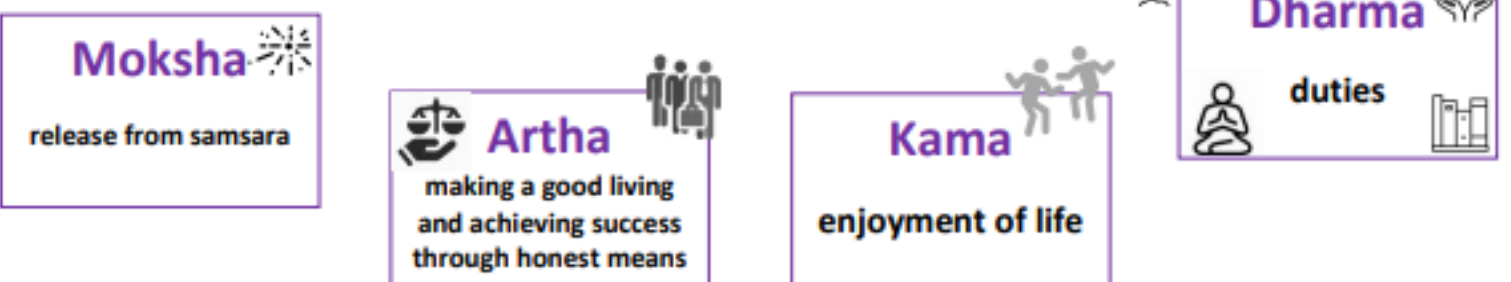 Moksha
release from samsara
Artha
making a good living
and achieving success
through honest means
Kama
enjoyment of life
Dharma
duties